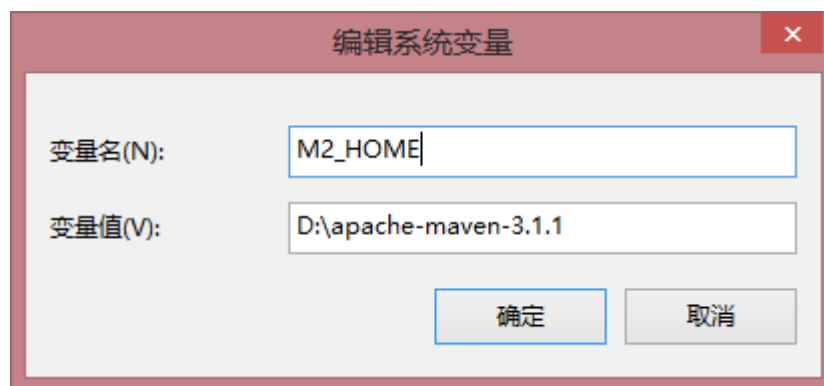 编辑系统变量
变量名(N): M2_HOME
变量值(V): D:\apache-maven-3.1.1
确定 取消